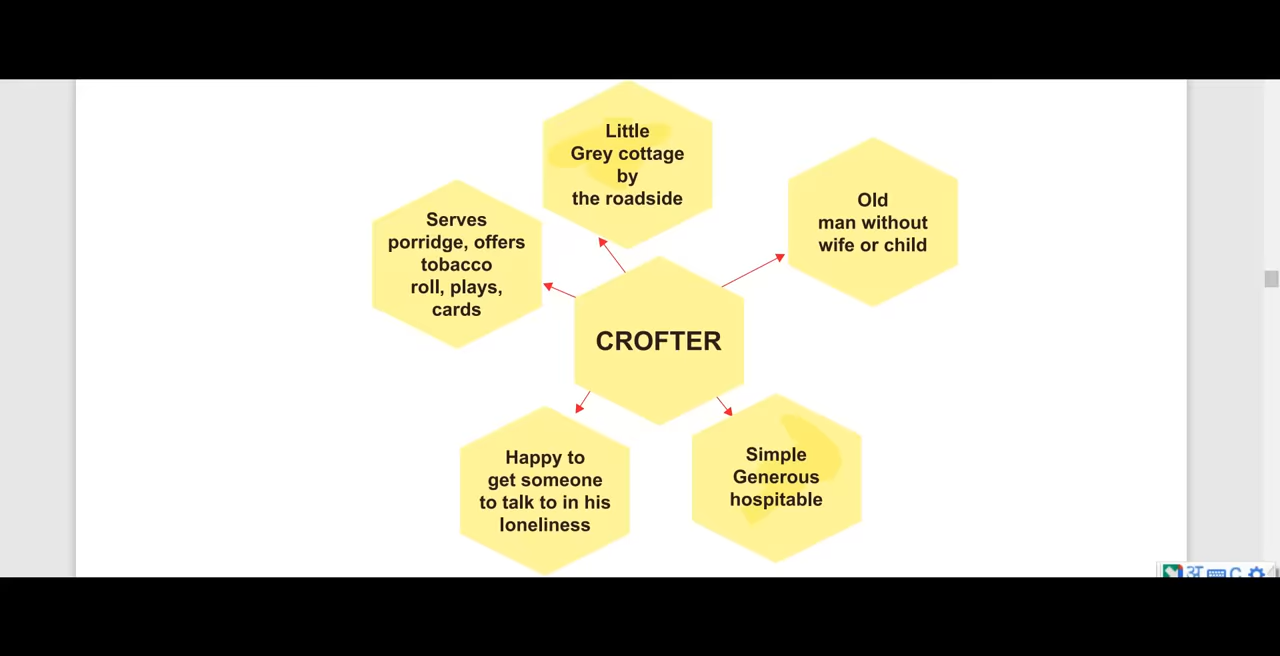 Little
Grey cottage
by
the roadside
Old
man without
wife or child
Serves
porridge, offers
tobacco
roll, plays,
cards
CROFTER
Happy to
get someone
to talk to in his
loneliness
Simple
Generous
hospitable
अ